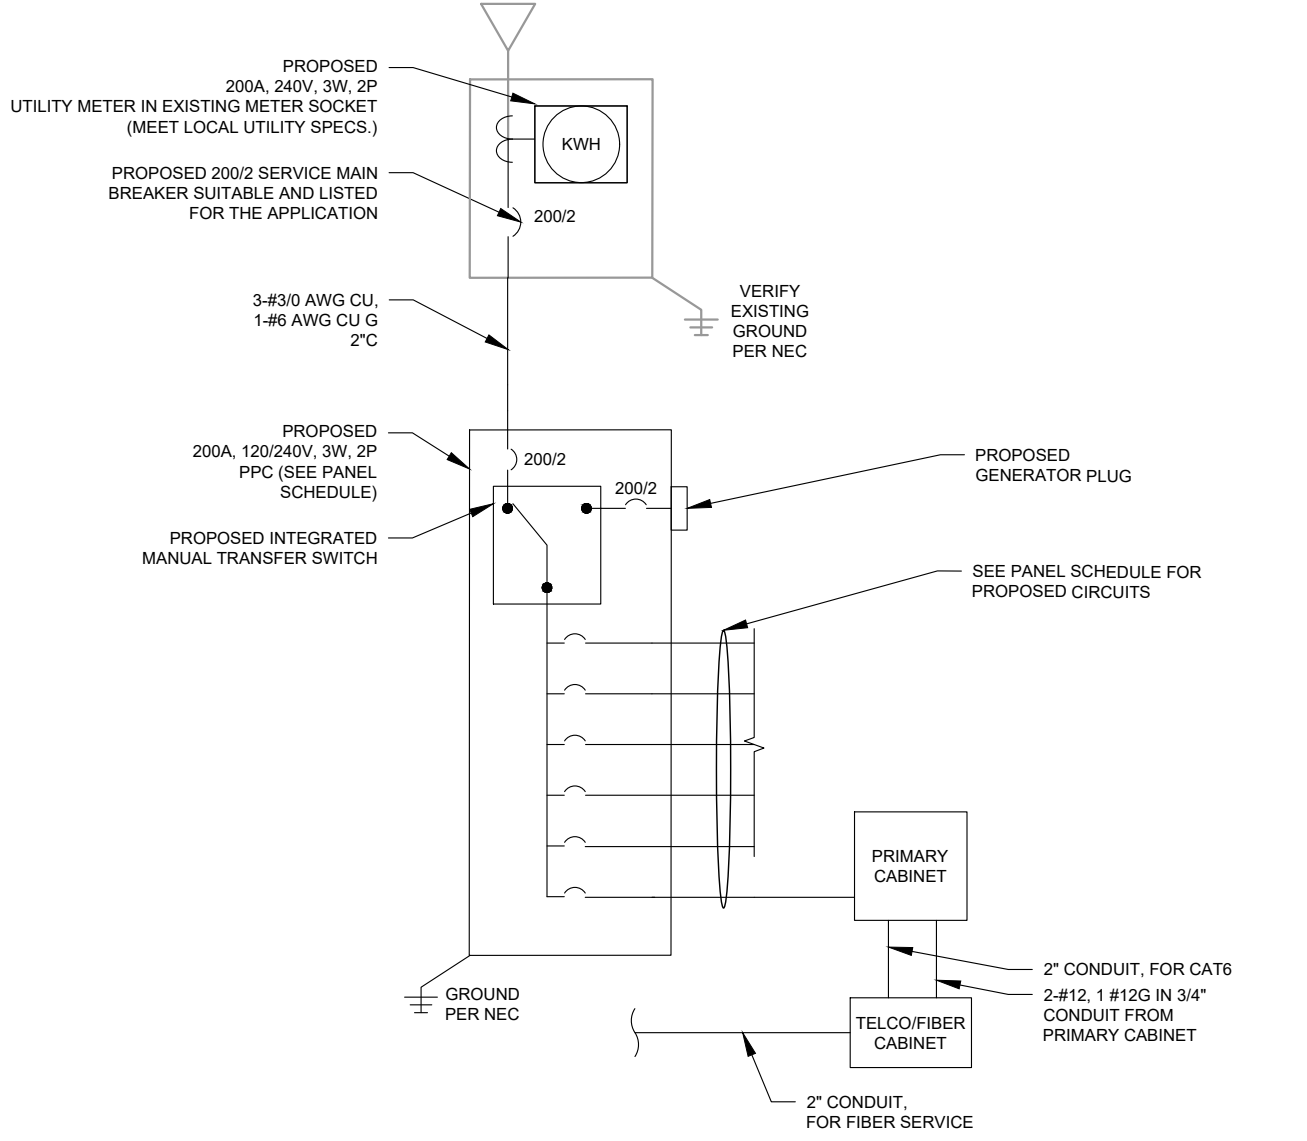 PROPOSED
200A, 240V, 3W, 2P
UTILITY METER IN EXISTING METER SOCKET
(MEET LOCAL UTILITY SPECS.)
KWH
PROPOSED 200/2 SERVICE MAIN
BREAKER SUITABLE AND LISTED
FOR THE APPLICATION
200/2
3-#3/0 AWG CU,
1-#6 AWG CU G
2"C
VERIFY
EXISTING
GROUND
PER NEC
PROPOSED
200A, 120/240V, 3W, 2P
PPC (SEE PANEL
SCHEDULE)
200/2
200/2
PROPOSED
GENERATOR PLUG
PROPOSED INTEGRATED
MANUAL TRANSFER SWITCH
SEE PANEL SCHEDULE FOR
PROPOSED CIRCUITS
PRIMARY
CABINET
2" CONDUIT, FOR CAT6
2-#12, 1 #12G IN 3/4"
CONDUIT FROM
PRIMARY CABINET
GROUND
PER NEC
TELCO/FIBER
CABINET
2" CONDUIT,
FOR FIBER SERVICE